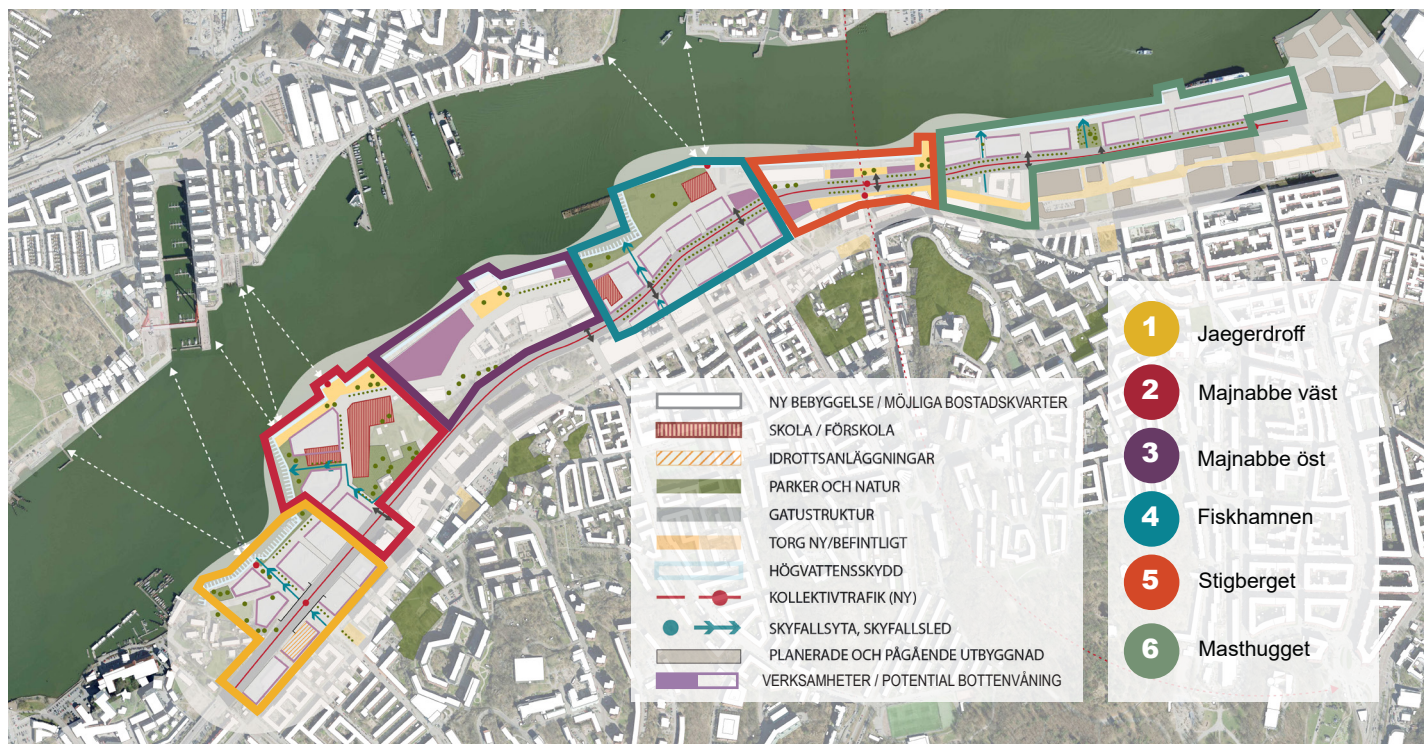 NY BEBYGGELSE / MÖJLIGA BOSTADSKVARTER
SKOLA / FÖRSKOLA
IDROTTSANLÄGGNINGAR
PARKER OCH NATUR
GATUSTRUKTUR
TORG NY/BEFINTLIGT
HÖGVATTENSSKYDD
KOLLEKTIVTRAFIK (NY)
SKYFALLSYTA, SKYFALLSLED
PLANERADE OCH PÅGÅENDE UTBYGGNAD
VERKSAMHETER / POTENTIAL BOTTENVÅNING
1 Jaegerdroff
2 Majnabbe väst
3 Majnabbe öst
4 Fiskhamnen
5 Stigberget
6 Masthugget